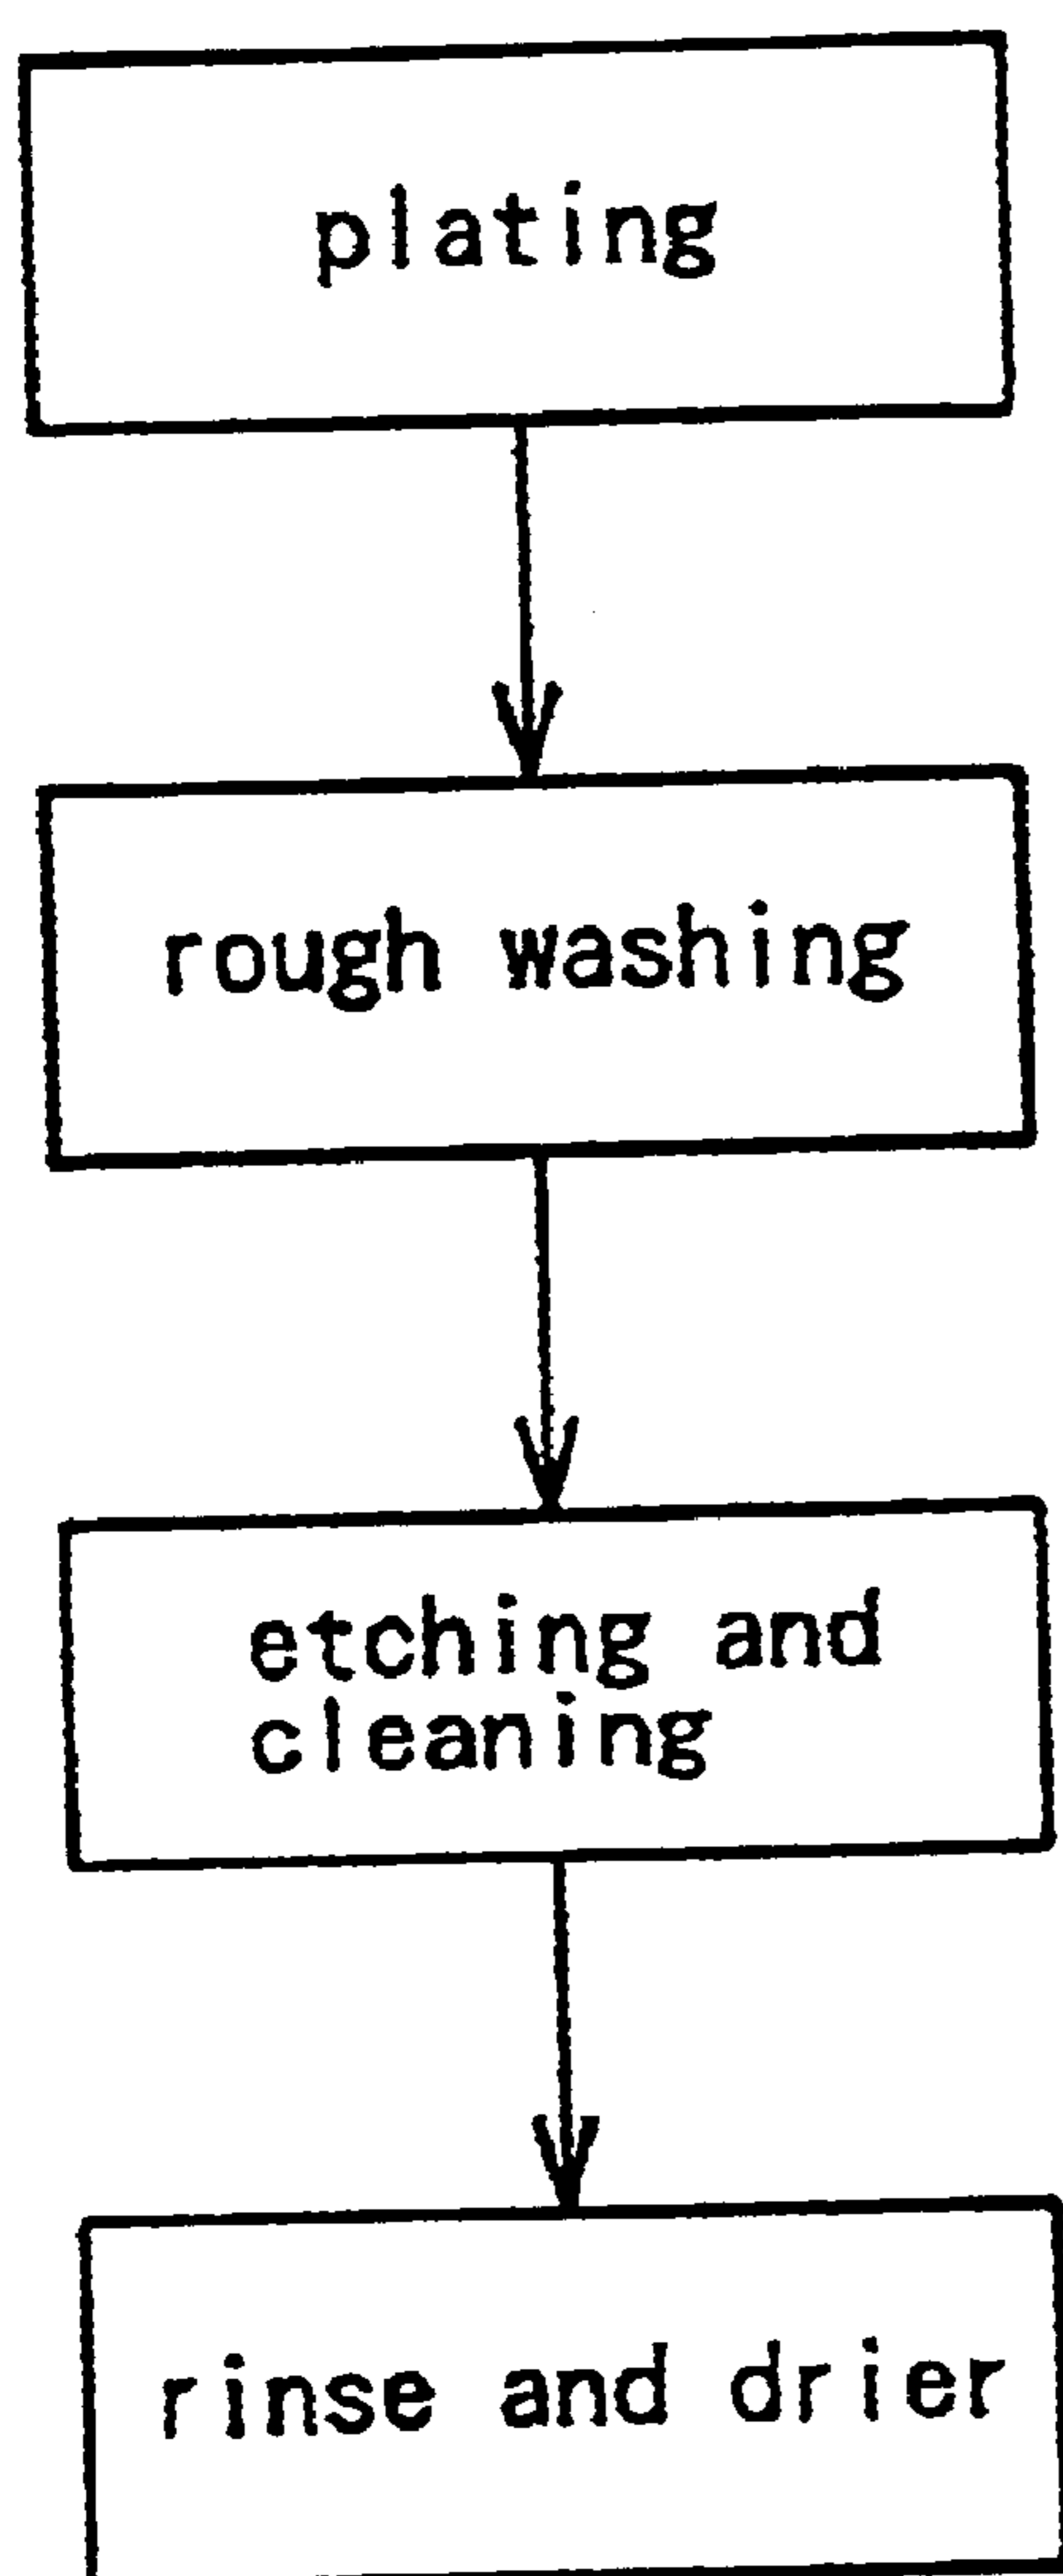 plating
rough washing
etching and
cleaning
rinse and drier